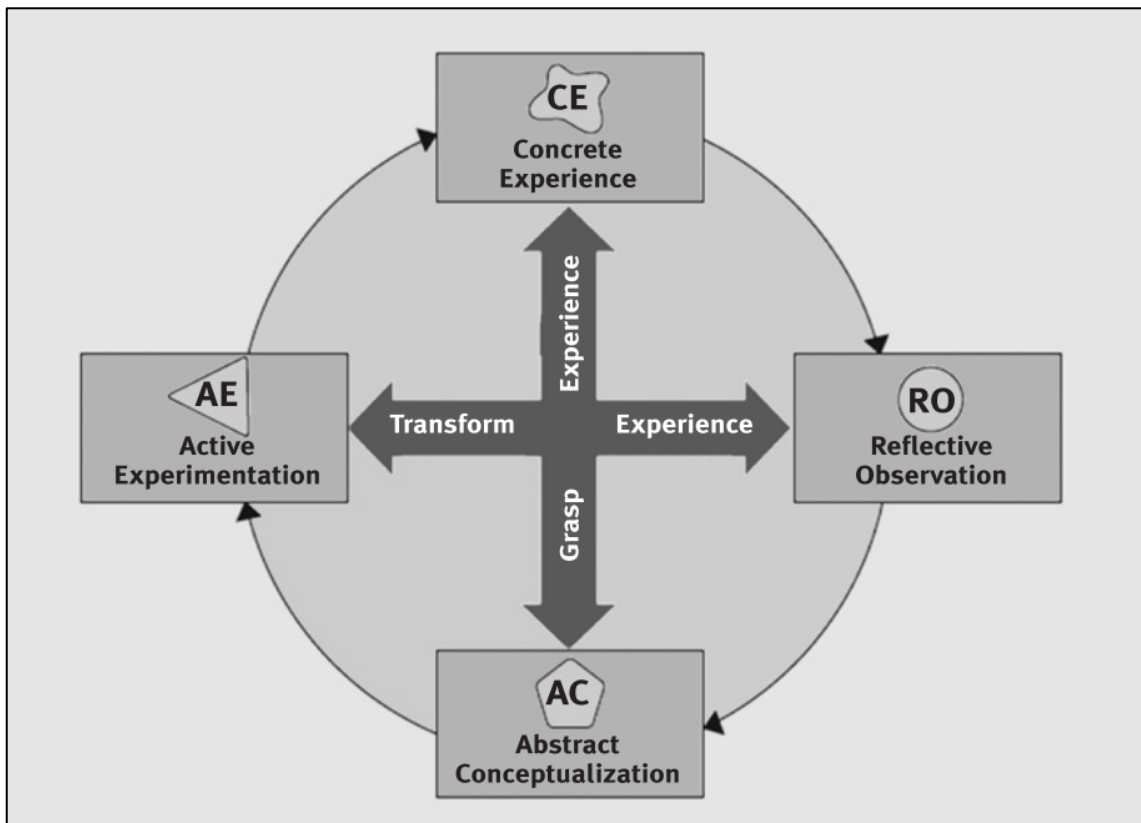 CE
Concrete
Experience
Experience
AE
Active
Experimentation
Transform
Experience
RO
Reflective
Observation
Grasp
AC
Abstract
Conceptualization